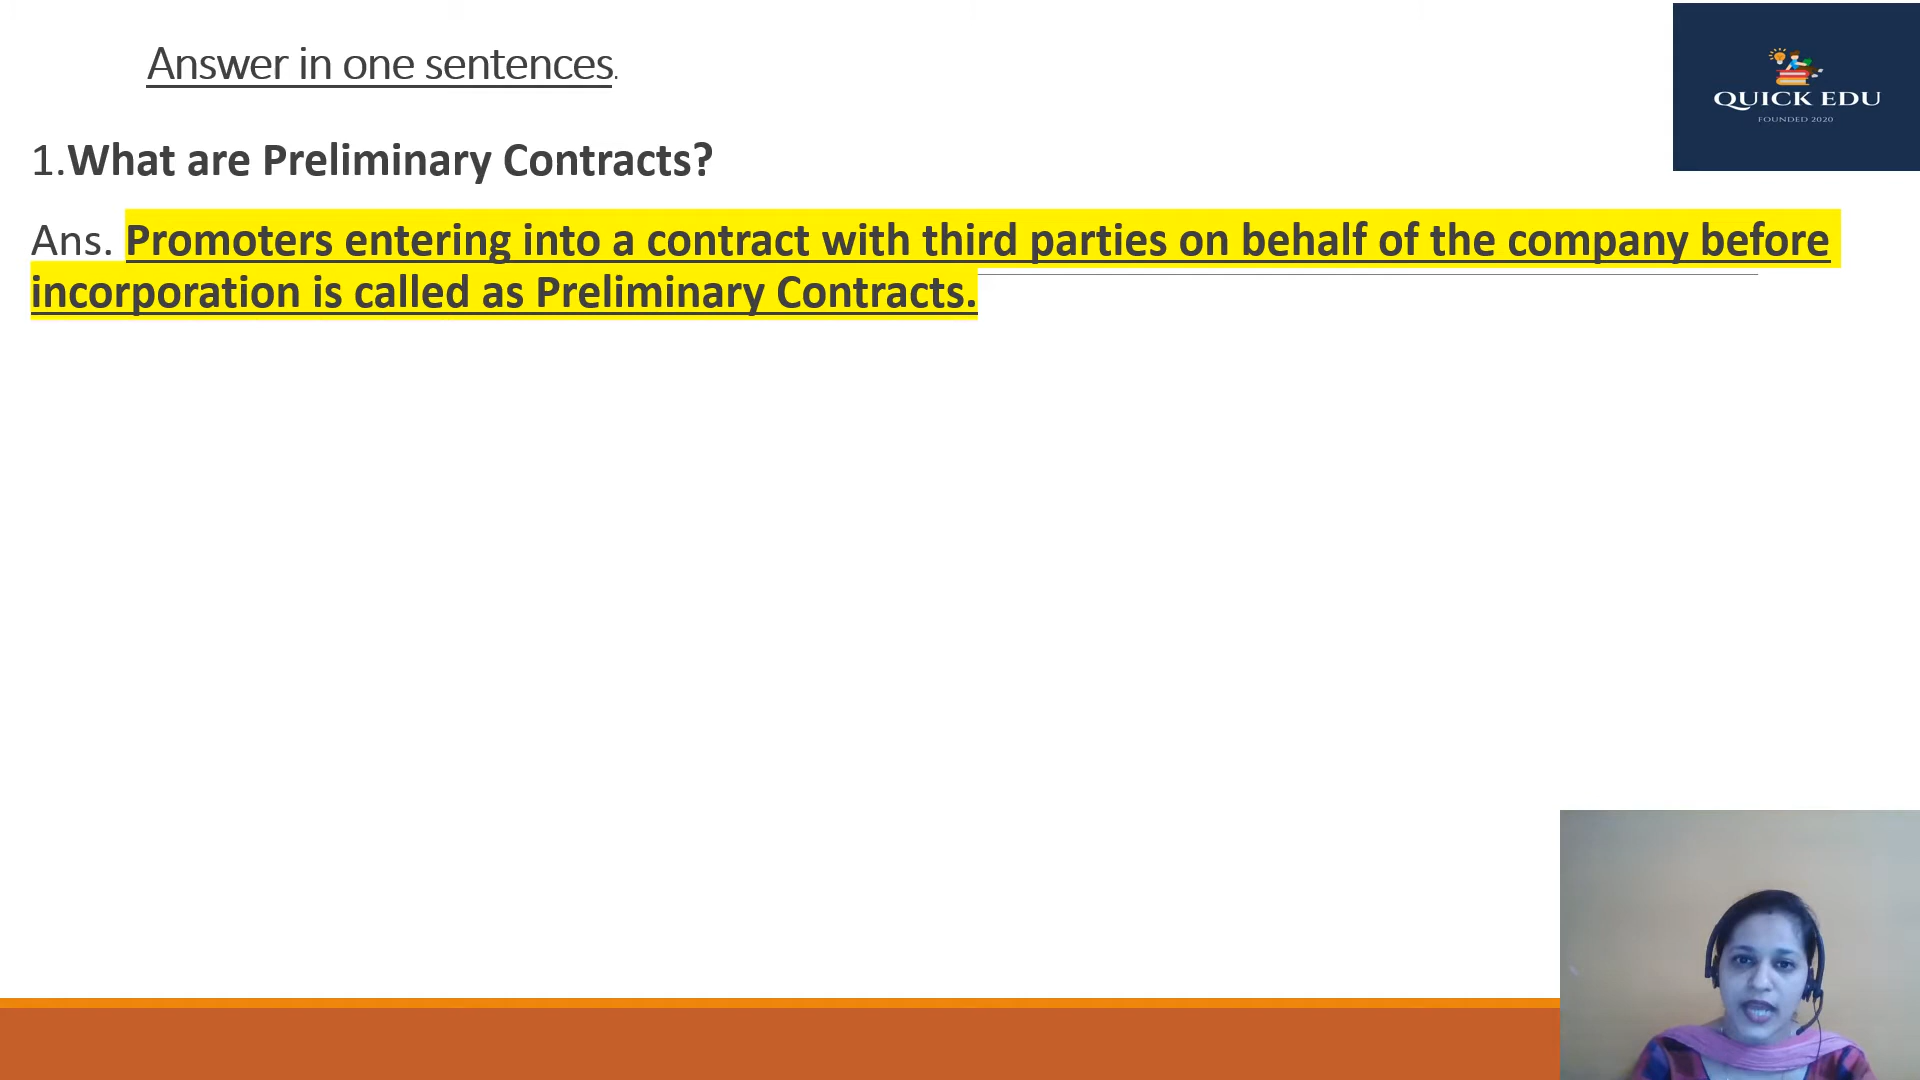 Answer in one sentences.
QUICK EDU
FOUNDED 2020
1.What are Preliminary Contracts?
Ans. Promoters entering into a contract with third parties on behalf of the company before
incorporation is called as Preliminary Contracts.